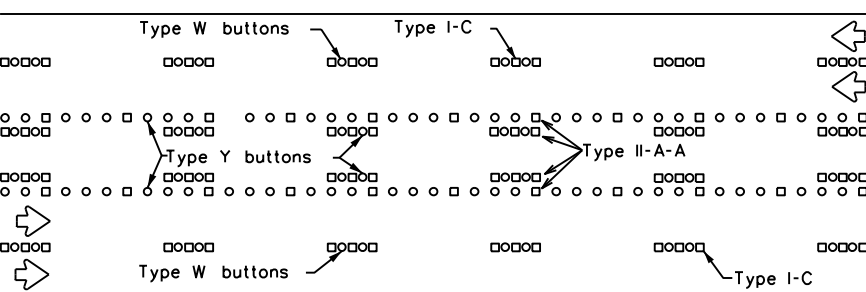 Type W buttons
Type I-C
Type Y buttons
Type II-A-A
Type W buttons
Type I-C